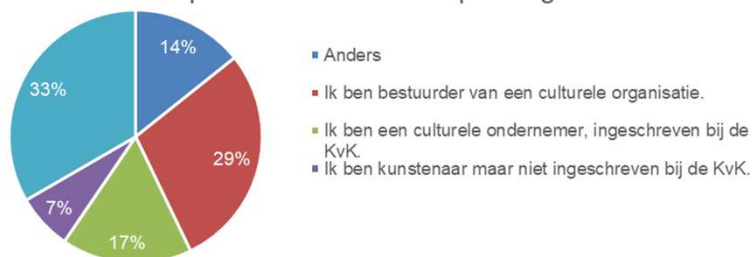 14%
29%
17%
7%
33%
Anders
Ik ben bestuurder van een culturele organisatie.
Ik ben een culturele ondernemer, ingeschreven bij de
KvK.
Ik ben kunstenaar maar niet ingeschreven bij de KvK.